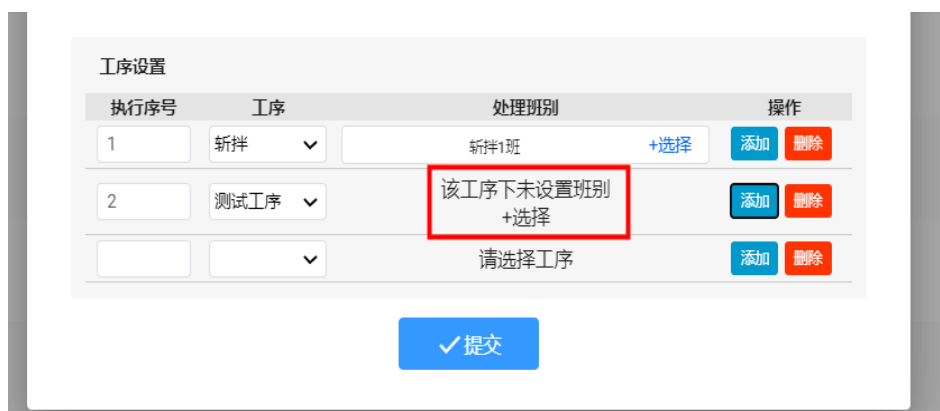 工序设置
执行序号 工序 处理班别 操作
1 斩拌 斩拌1班 +选择 添加 删除
2 测试工序 该工序下未设置班别 添加 删除
+选择
请选择工序 添加 删除
提交